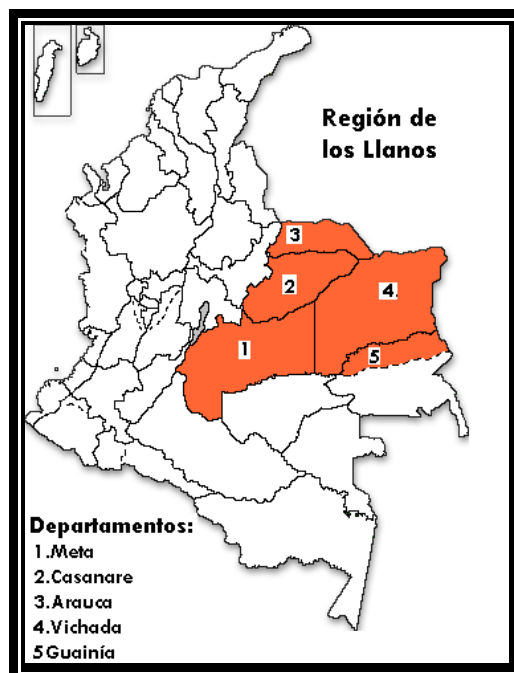 Región de
los Llanos
3
2
4.
1
5
Departamentos:
1.Meta
2.Casanare
3.Arauca
4.Vichada
5Guainía